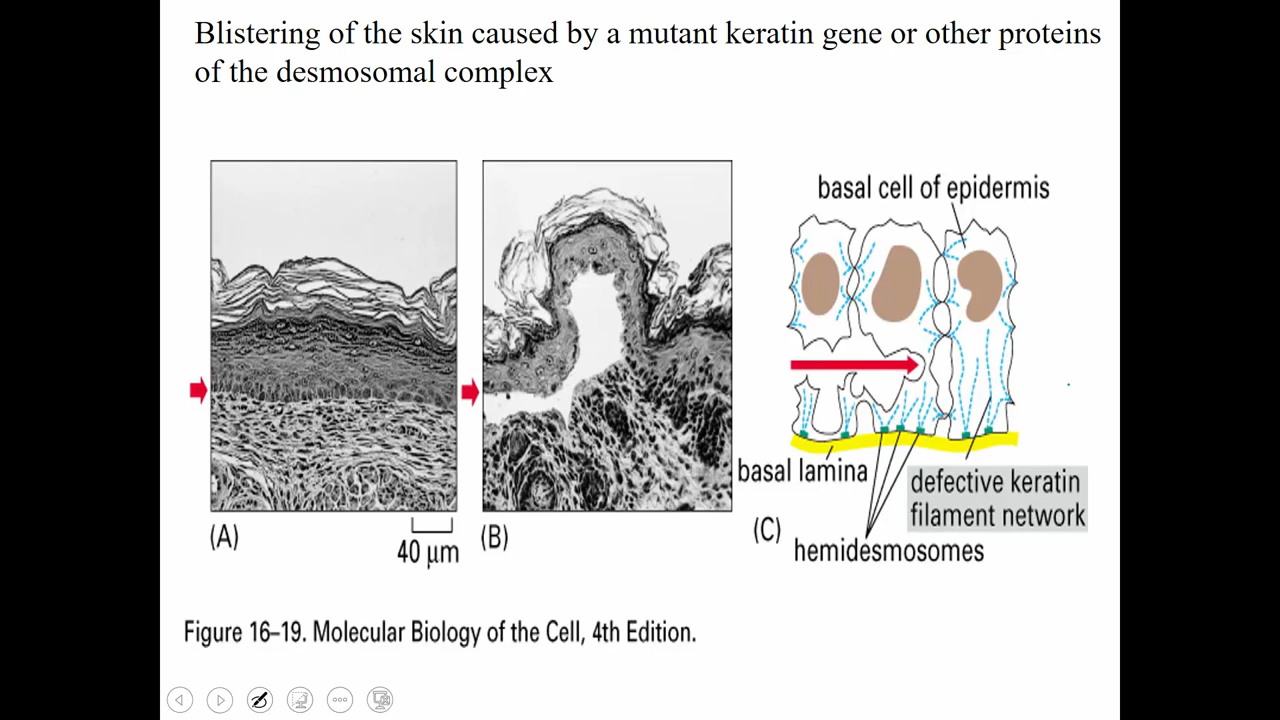 Blistering of the skin caused by a mutant keratin gene or other proteins
of the desmosomal complex
basal cell of epidermis
basal lamina
defective keratin
filament network
hemidesmosomes
(A)
40 μm
(B)
(C)
Figure 16–19. Molecular Biology of the Cell, 4th Edition.